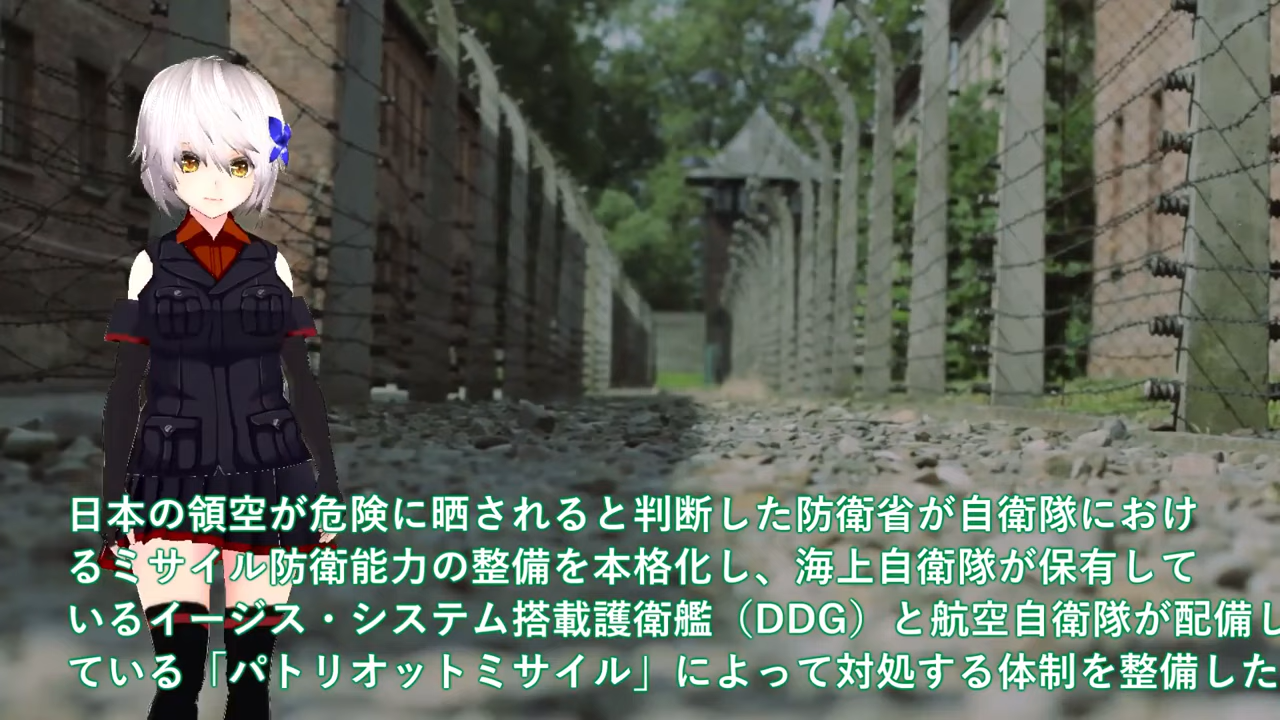 日本の領空が危険に晒されると判断した防衛省が自衛隊におけ
るミサイル防衛能力の整備を本格化し、海上自衛隊が保有して
いるイージス・システム搭載護衛艦（DDG）と航空自衛隊が配備し
ている「パトリオットミサイル」によって対処する体制を整備した